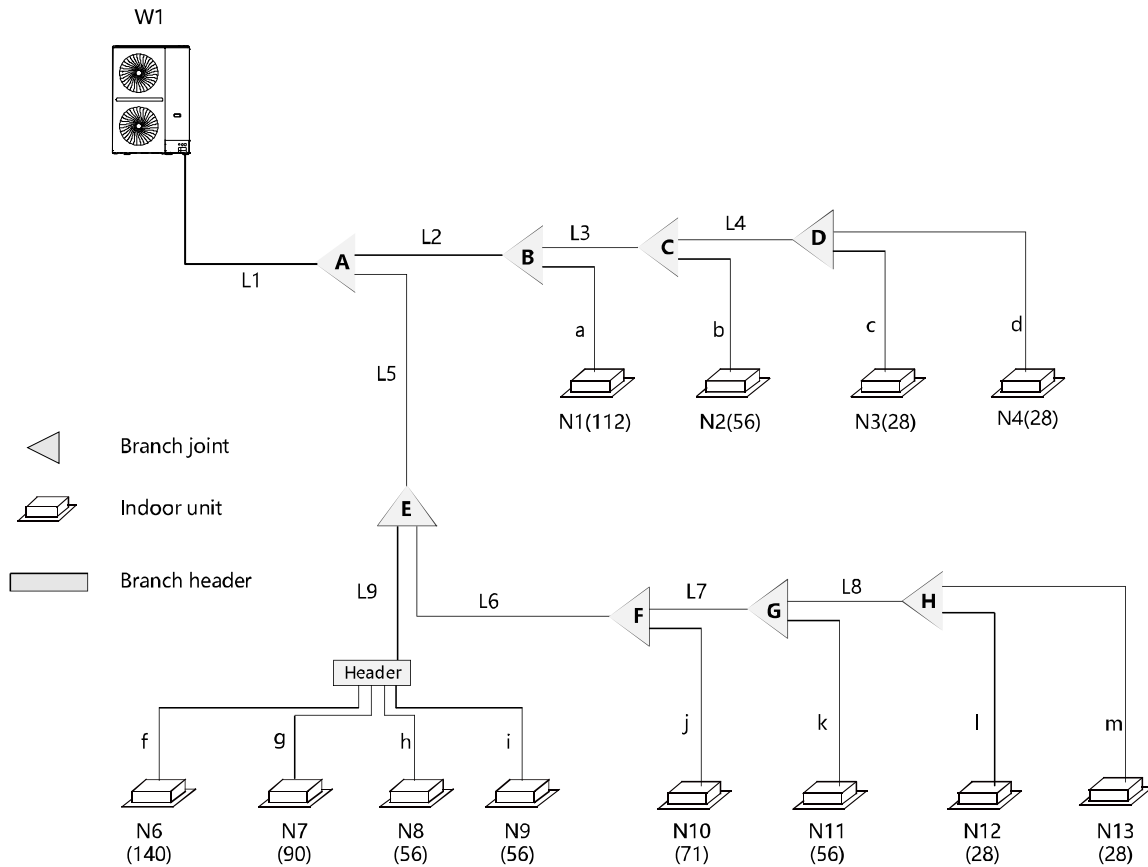 W1
L1
A
L2
B
L3
C
L4
D
a
b
c
d
N1(112)
N2(56)
N3(28)
N4(28)
L5
Branch joint
Indoor unit
Branch header
E
L9
L6
F
L7
G
L8
H
Header
f
g
h
i
j
k
l
m
N6
(140)
N7
(90)
N8
(56)
N9
(56)
N10
(71)
N11
(56)
N12
(28)
N13
(28)